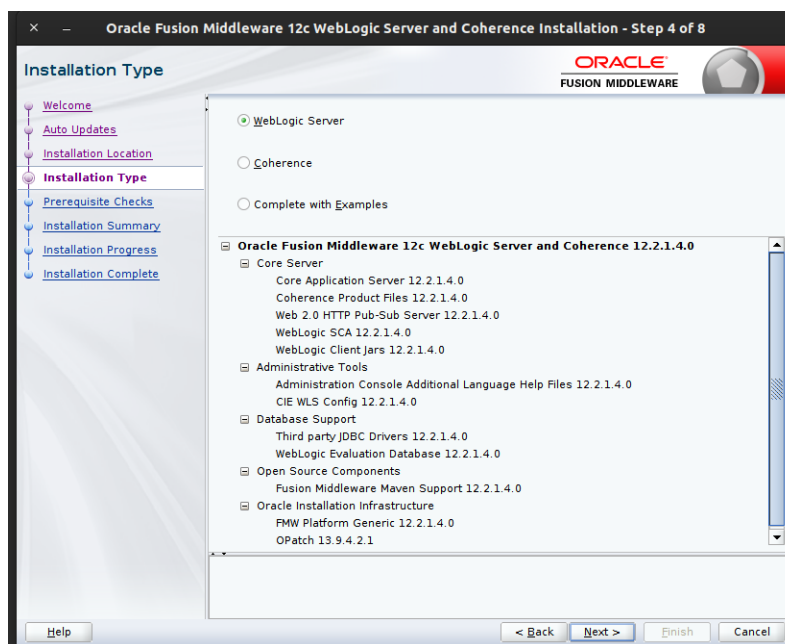 Oracle Fusion Middleware 12c WebLogic Server and Coherence Installation - Step 4 of 8
Installation Type
ORACLE
FUSION MIDDLEWARE
Welcome
Auto Updates
Installation Location
Installation Type
Prerequisite Checks
Installation Summary
Installation Progress
Installation Complete
WebLogic Server
Coherence
Complete with Examples
Oracle Fusion Middleware 12c WebLogic Server and Coherence 12.2.1.4.0
Core Server
Core Application Server 12.2.1.4.0
Coherence Product Files 12.2.1.4.0
Web 2.0 HTTP Pub-Sub Server 12.2.1.4.0
WebLogic SCA 12.2.1.4.0
WebLogic Client Jars 12.2.1.4.0
Administrative Tools
Administration Console Additional Language Help Files 12.2.1.4.0
CIE WLS Config 12.2.1.4.0
Database Support
Third party JDBC Drivers 12.2.1.4.0
WebLogic Evaluation Database 12.2.1.4.0
Open Source Components
Fusion Middleware Maven Support 12.2.1.4.0
Oracle Installation Infrastructure
FMW Platform Generic 12.2.1.4.0
OPatch 13.9.4.2.1
Help
< Back
Next >
Finish
Cancel